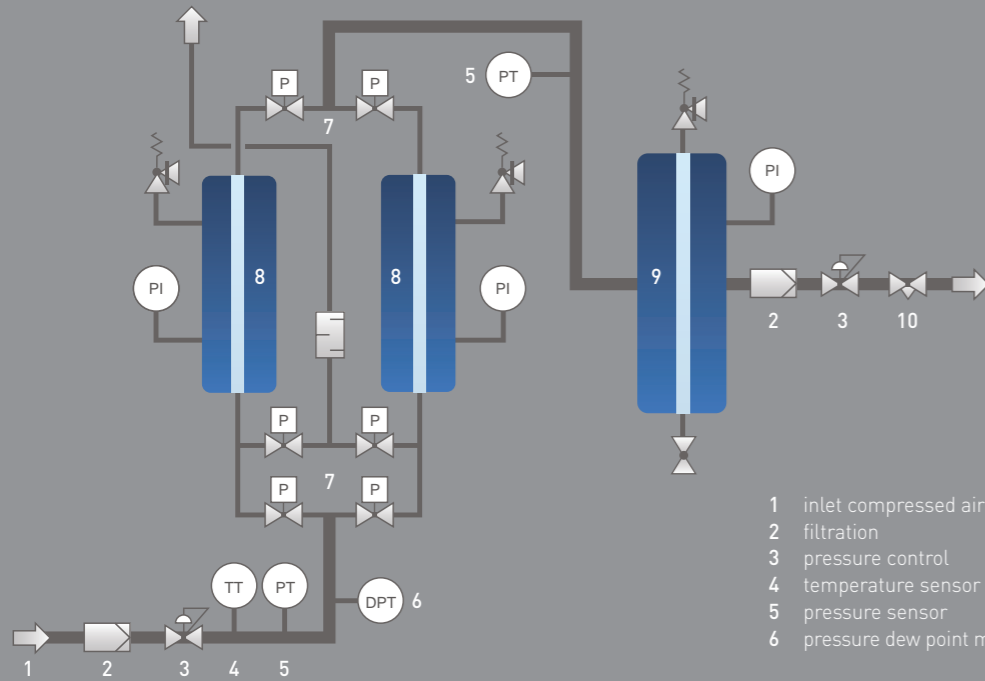 P P
5 PT
7
PI
8 8 9
PI PI
2 3 10
P P
7
P P
TT PT
DPT 6
1 2 3 4 5
1 inlet compressed air
2 filtration
3 pressure control
4 temperature sensor
5 pressure sensor
6 pressure dew point m